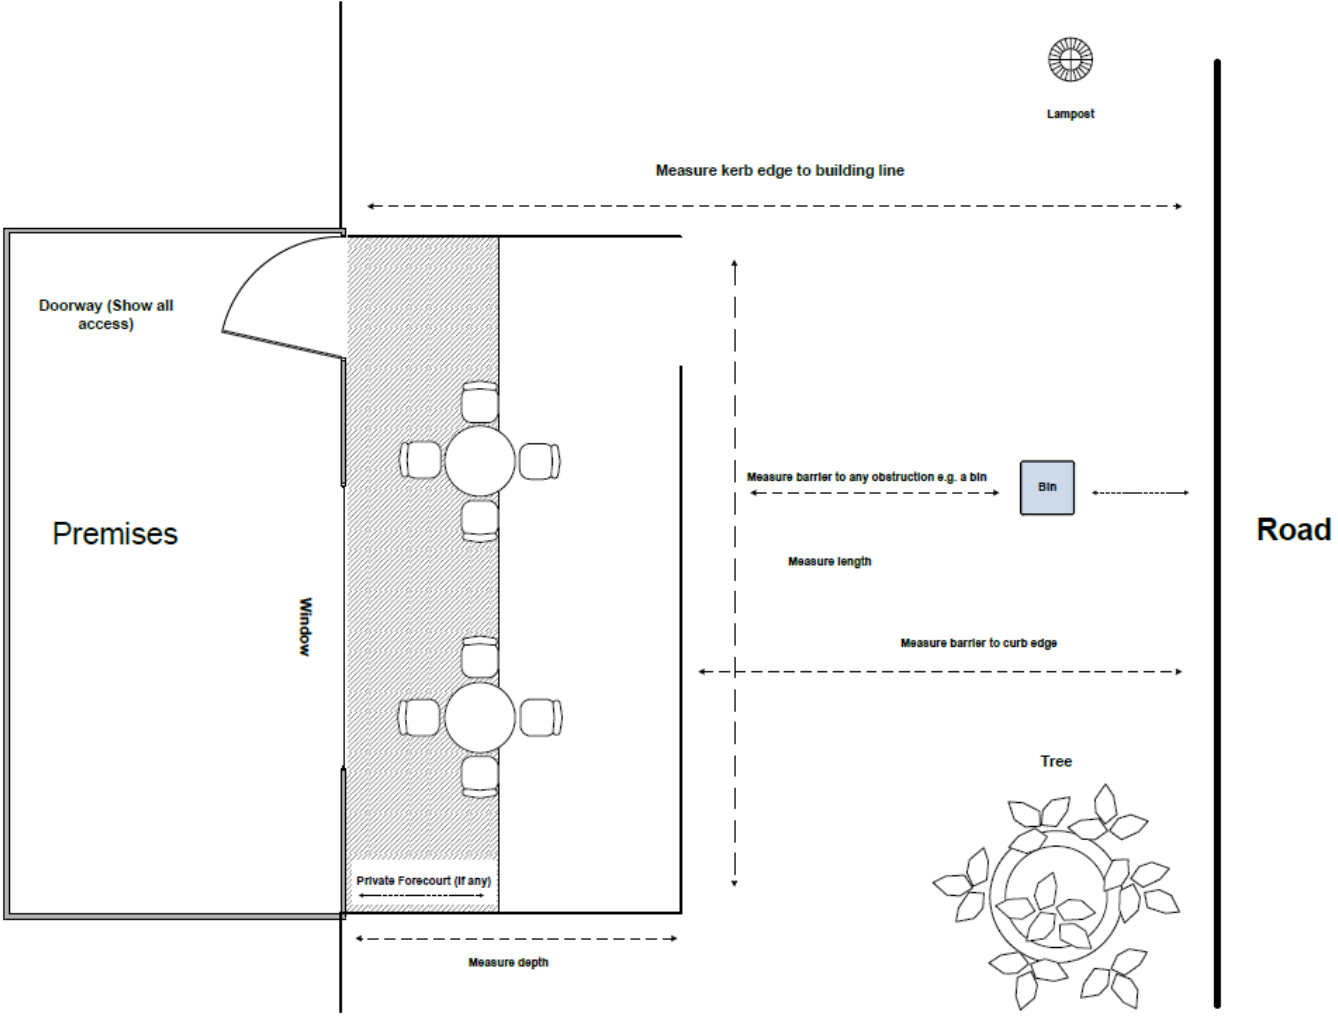 Lampost
Measure kerb edge to building line
Doorway (Show all
access)
Measure barrier to any obstruction e.g. a bin
Bin
Premises
Road
Measure length
Window
Measure barrier to curb edge
Tree
Private Forecourt (if any)
Measure depth